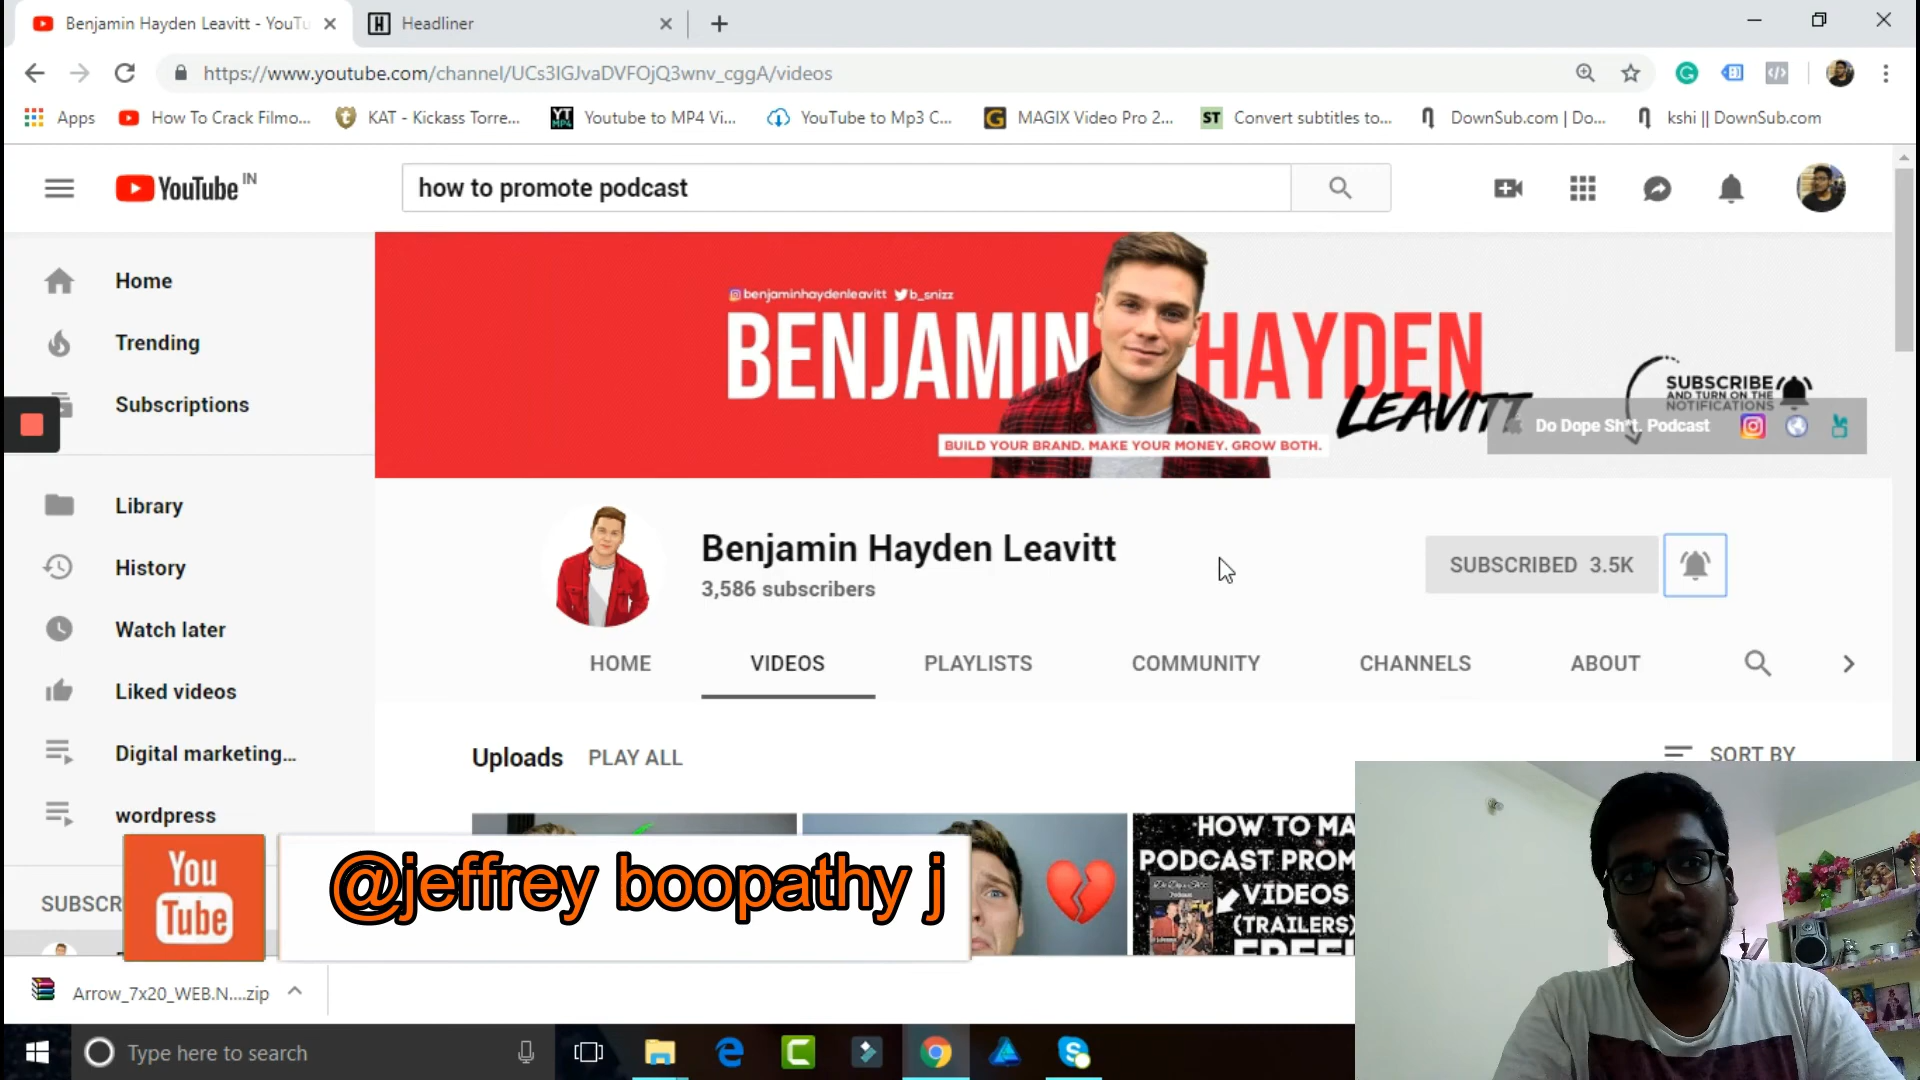 Benjamin Hayden Leavitt - YouTu
Headliner
https://www.youtube.com/channel/UCs3IGJvaDVFOjQ3wnv_cggA/videos
Apps
How To Crack Filmo...
KAT - Kickass Torre...
Youtube to MP4 Vi...
YouTube to Mp3 C...
MAGIX Video Pro 2...
ST
Convert subtitles to...
DownSub.com | Do...
kshi || DownSub.com
YouTube IN
how to promote podcast
Home
Trending
Subscriptions
Library
History
Watch later
Liked videos
Digital marketing...
wordpress
SUBSCR
benjaminhaydenleavitt b_snizz
BENJAMIN HAYDEN
LEAVITT
BUILD YOUR BRAND. MAKE YOUR MONEY. GROW BOTH.
SUBSCRIBE
AND TURN ON THE
NOTIFICATIONS
Do Dope Sh*t. Podcast
Benjamin Hayden Leavitt
3,586 subscribers
SUBSCRIBED 3.5K
HOME
VIDEOS
PLAYLISTS
COMMUNITY
CHANNELS
ABOUT
Uploads
PLAY ALL
SORT BY
HOW TO MA
PODCAST PROM
VIDEOS
(TRAILERS)
FREE!
You
Tube
@jeffrey boopathy j
Arrow_7x20_WEB.N....zip
Type here to search